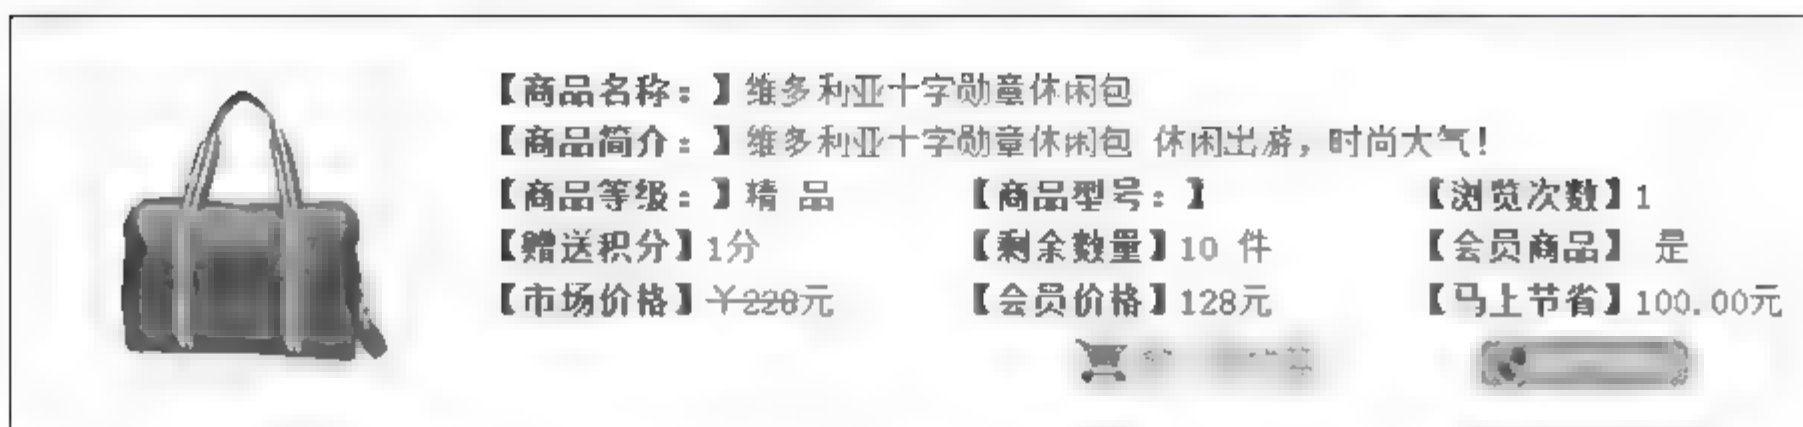 【商品名称：】维多利亚十字勋章休闲包
【商品简介：】维多利亚十字勋章休闲包 休闲出游，时尚大气！
【商品等级：】精 品 【商品型号：】 【浏览次数】1
【赠送积分】1分 【剩余数量】10 件 【会员商品】 是
【市场价格】￥228元 【会员价格】128元 【马上节省】100.00元